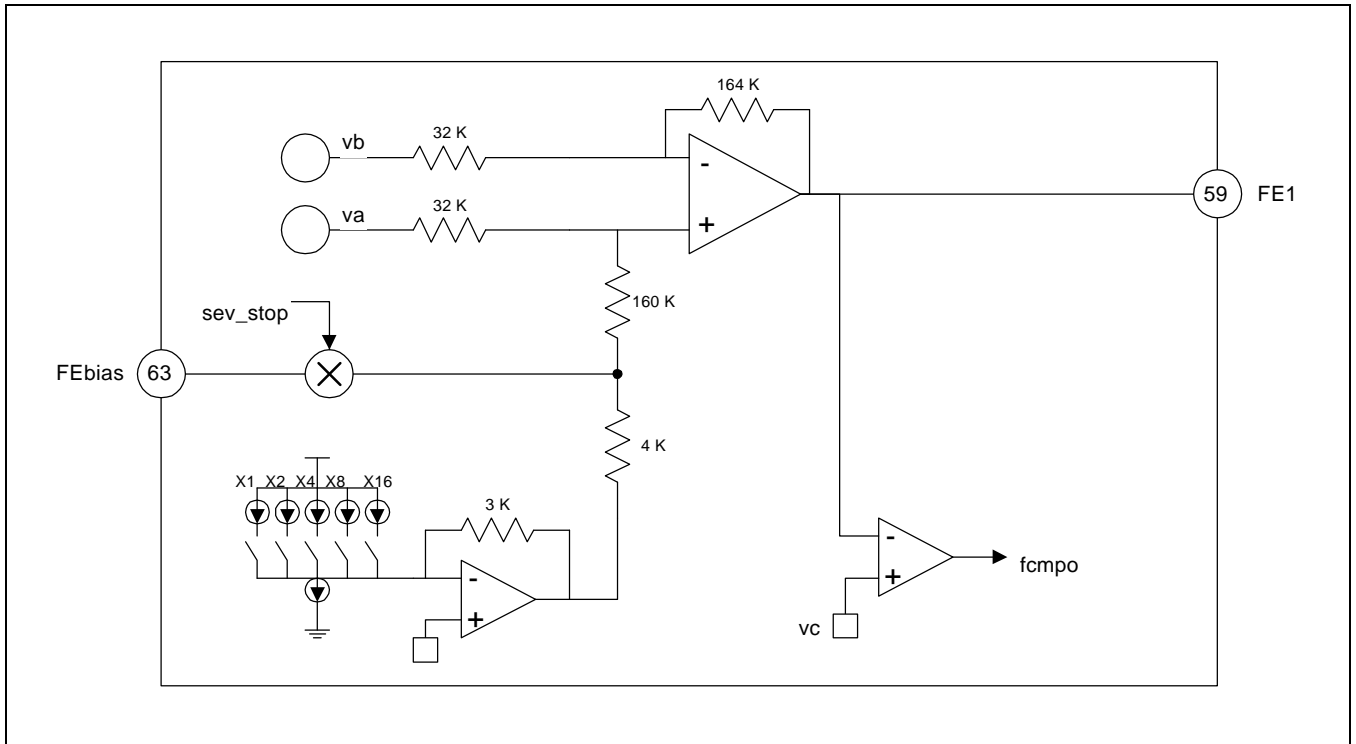 164 K
vb
32 K
-
va
32 K
+
59
FE1
160 K
sev_stop
FEbias
63
4 K
X1 X2 X4 X8 X16
3 K
-
+
-
+
fcmpo
vc